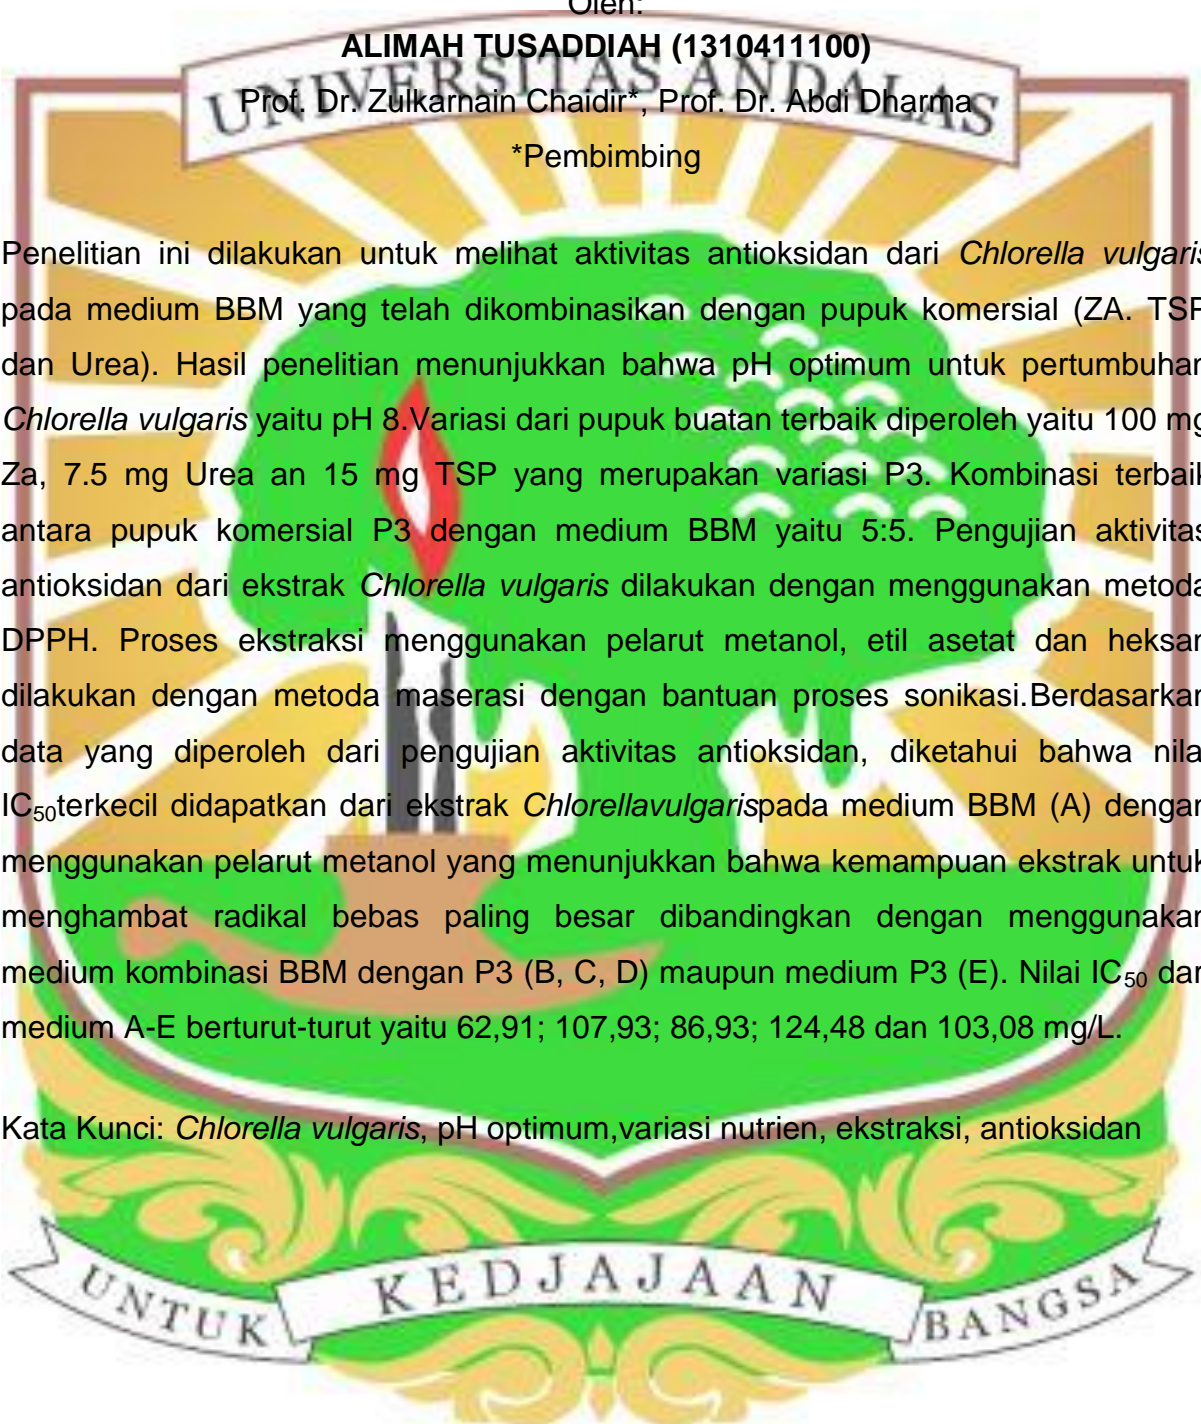 Oleh:
ALIMAH TUSADDIAH (1310411100)
UNIVERSITAS ANDALAS
Prof. Dr. Zulkarnain Chaidir*, Prof. Dr. Abdi Dharma
*Pembimbing
Penelitian ini dilakukan untuk melihat aktivitas antioksidan dari Chlorella vulgaris
pada medium BBM yang telah dikombinasikan dengan pupuk komersial (ZA. TSP
dan Urea). Hasil penelitian menunjukkan bahwa pH optimum untuk pertumbuhan
Chlorella vulgaris yaitu pH 8.Variasi dari pupuk buatan terbaik diperoleh yaitu 100 mg
Za, 7.5 mg Urea an 15 mg TSP yang merupakan variasi P3. Kombinasi terbaik
antara pupuk komersial P3 dengan medium BBM yaitu 5:5. Pengujian aktivitas
antioksidan dari ekstrak Chlorella vulgaris dilakukan dengan menggunakan metoda
DPPH. Proses ekstraksi menggunakan pelarut metanol, etil asetat dan heksan
dilakukan dengan metoda maserasi dengan bantuan proses sonikasi.Berdasarkan
data yang diperoleh dari pengujian aktivitas antioksidan, diketahui bahwa nilai
IC50terkecil didapatkan dari ekstrak Chlorellavulgarispada medium BBM (A) dengan
menggunakan pelarut metanol yang menunjukkan bahwa kemampuan ekstrak untuk
menghambat radikal bebas paling besar dibandingkan dengan menggunakan
medium kombinasi BBM dengan P3 (B, C, D) maupun medium P3 (E). Nilai IC50 dari
medium A-E berturut-turut yaitu 62,91; 107,93; 86,93; 124,48 dan 103,08 mg/L.
Kata Kunci: Chlorella vulgaris, pH optimum,variasi nutrien, ekstraksi, antioksidan
UNTUK KEDJAJAAN BANGSA